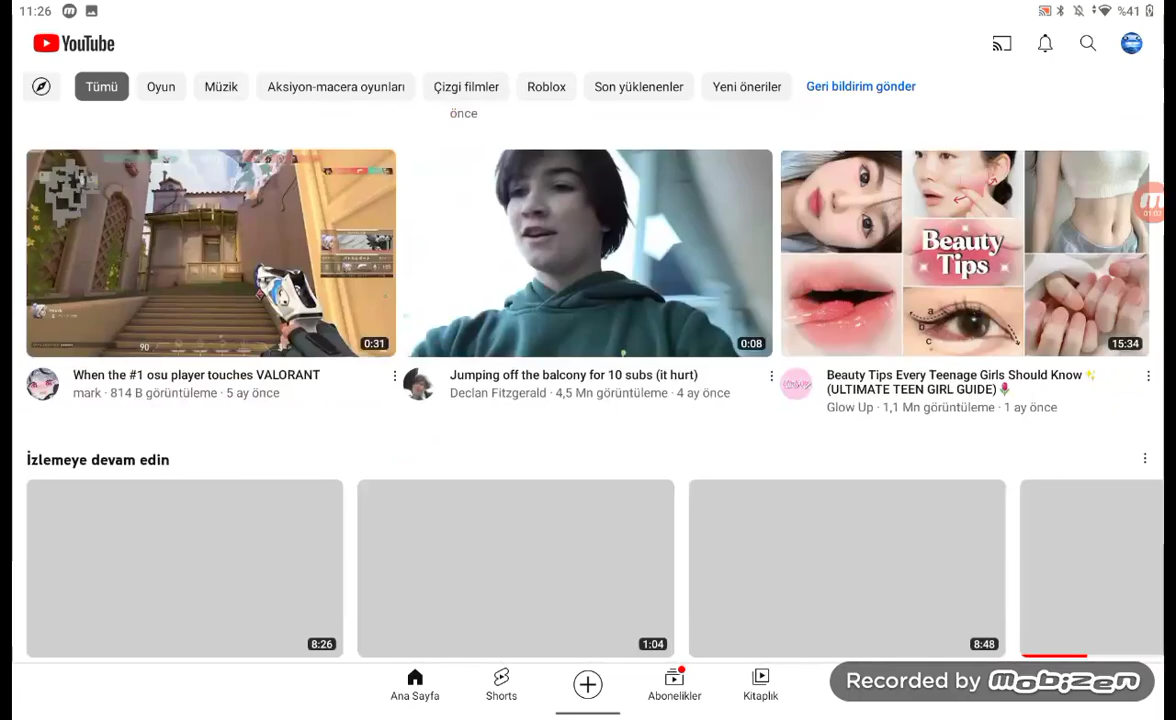 11:26
%41
YouTube
Tümü
Oyun
Müzik
Aksiyon-macera oyunları
Çizgi filmler
Roblox
Son yüklenenler
Yeni öneriler
Geri bildirim gönder
önce
90
0:31
0:08
Beauty
Tips
a
b
c
15:34
01:03
When the #1 osu player touches VALORANT
mark · 814 B görüntüleme · 5 ay önce
Jumping off the balcony for 10 subs (it hurt)
Declan Fitzgerald · 4,5 Mn görüntüleme · 4 ay önce
Beauty Tips Every Teenage Girls Should Know ✨
(ULTIMATE TEEN GIRL GUIDE)🌷
Glow Up · 1,1 Mn görüntüleme · 1 ay önce
İzlemeye devam edin
8:26
1:04
8:48
Ana Sayfa
Shorts
Abonelikler
Kitaplık
Recorded by mobizen